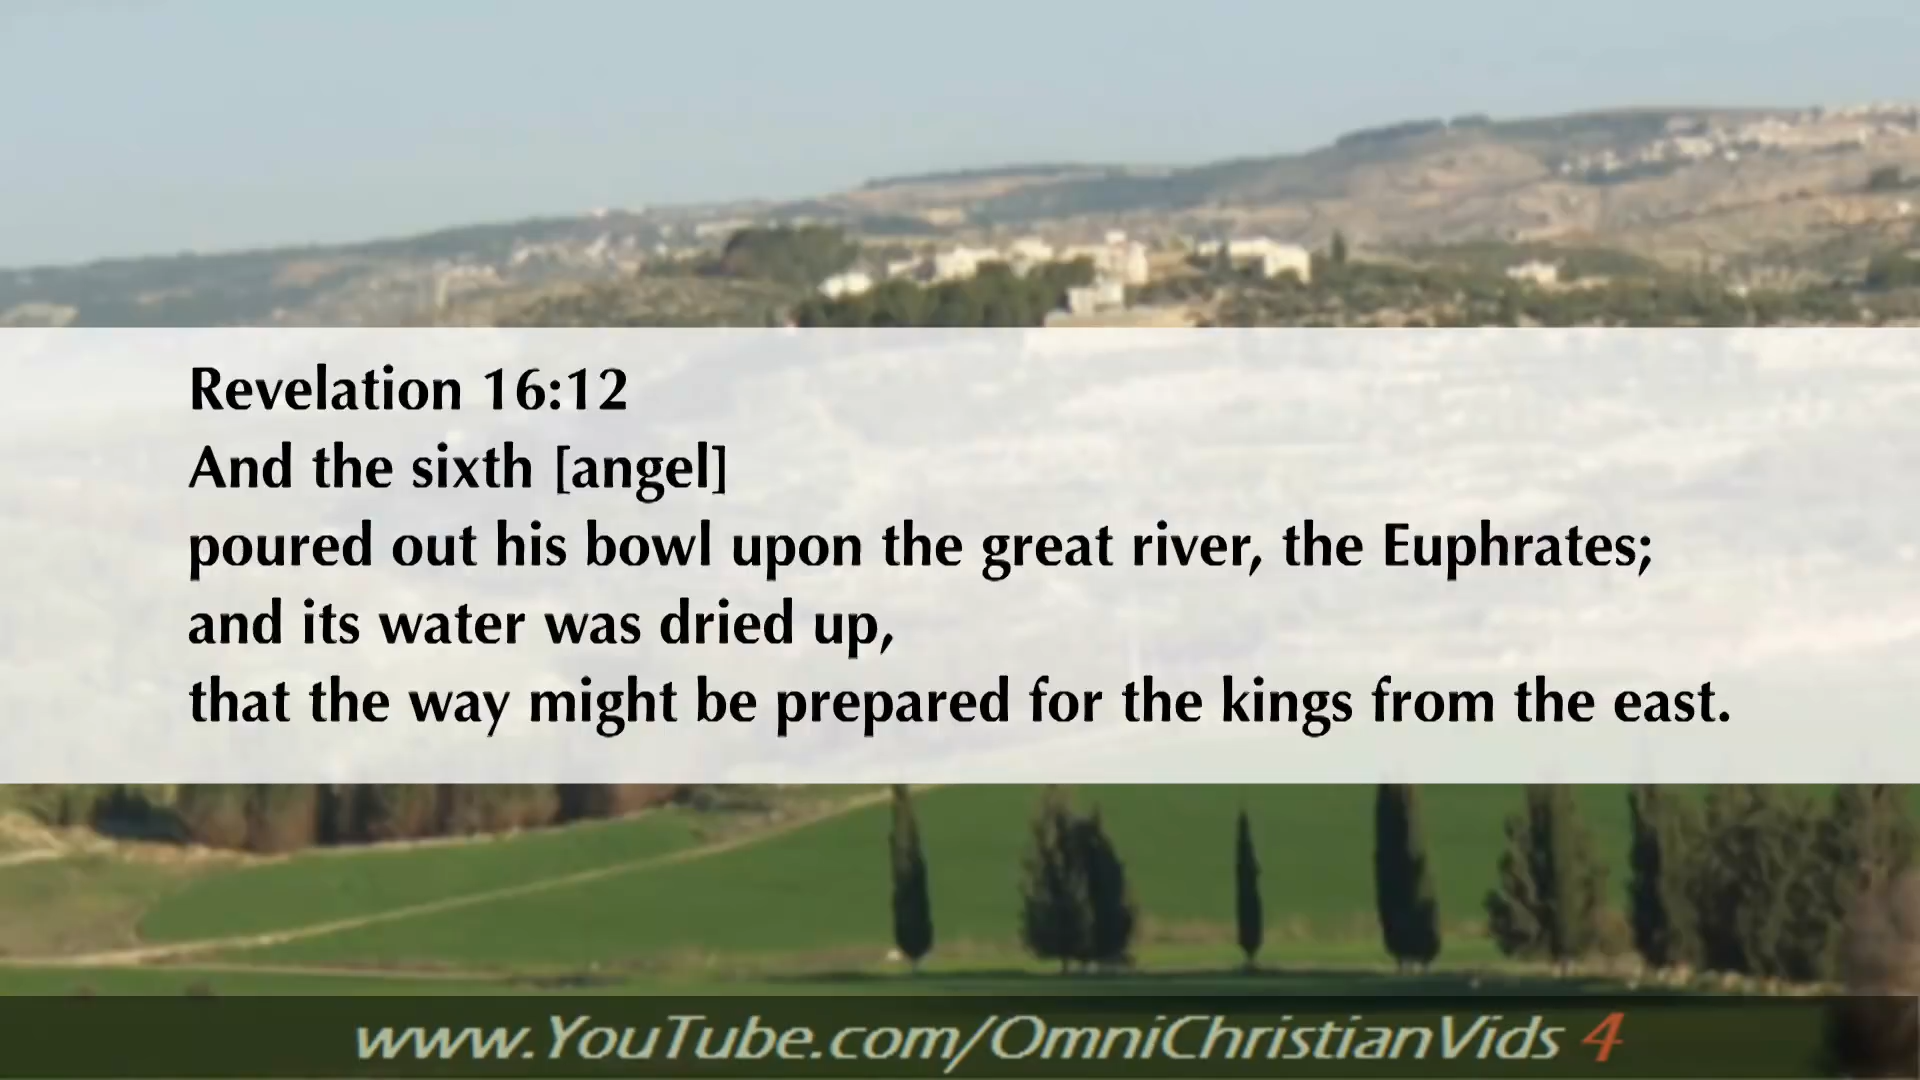 Revelation 16:12
And the sixth [angel]
poured out his bowl upon the great river, the Euphrates;
and its water was dried up,
that the way might be prepared for the kings from the east.
www.YouTube.com/OmniChristianVids 4